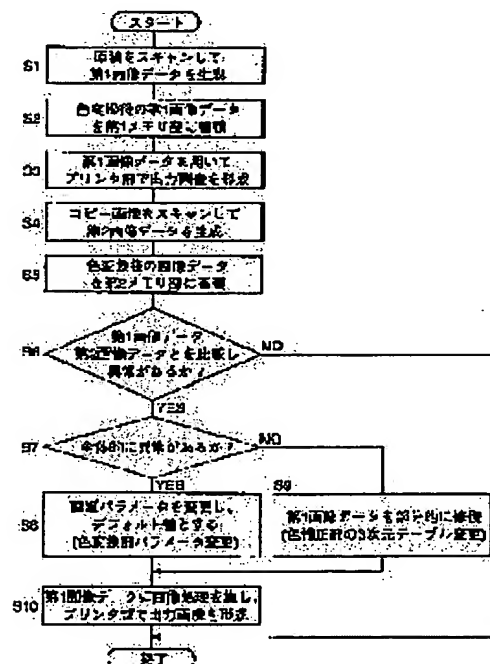 スタート
S1
原稿をスキャンして
第1画像データを生成
S2
色変換後の第1画像データ
を第1メモリ部に蓄積
S3
第1画像データを用いて
プリンタ部で出力画像を形成
S4
コピー画像をスキャンして
第2画像データを生成
S5
色変換後の画像データ
を第2メモリ部に蓄積
S6
第1画像データ
第2画像データとを比較し
異常があるか?
NO
YES
S7
全体的に異常があるか?
NO
YES
S8
パラメータを変更し、
デフォルト値とする
(色変換用パラメータ変更)
S9
第1画像データを部分的に修復
(色補正用の3次元テーブル変更)
S10
第1画像データに画像処理を施し、
プリンタ部で出力画像を形成
終了